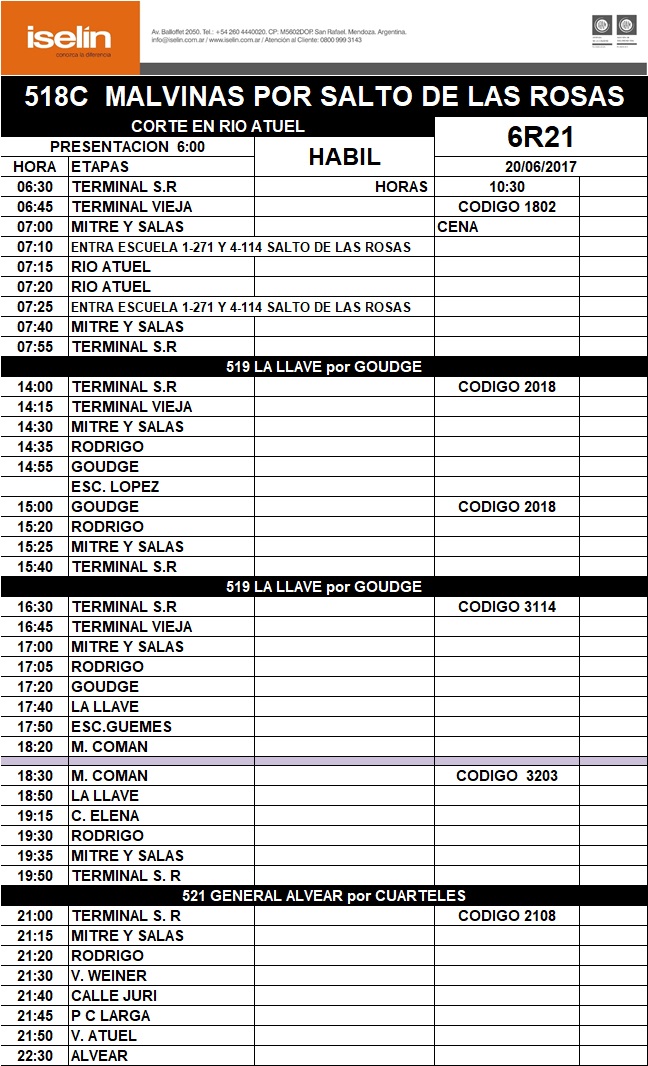 iselín
conozca la diferencia
Av. Balloffet 2050. Tel.: +54 260 4440020. CP: M5602DOP. San Rafael. Mendoza. Argentina.
info@iselin.com.ar / www.iselin.com.ar / Atención al Cliente: 0800 999 3143
518C MALVINAS POR SALTO DE LAS ROSAS
CORTE EN RIO ATUEL
6R21
PRESENTACION 6:00
HABIL
HORA ETAPAS 20/06/2017
06:30 TERMINAL S.R HORAS 10:30
06:45 TERMINAL VIEJA CODIGO 1802
07:00 MITRE Y SALAS CENA
07:10 ENTRA ESCUELA 1-271 Y 4-114 SALTO DE LAS ROSAS
07:15 RIO ATUEL
07:20 RIO ATUEL
07:25 ENTRA ESCUELA 1-271 Y 4-114 SALTO DE LAS ROSAS
07:40 MITRE Y SALAS
07:55 TERMINAL S.R
519 LA LLAVE por GOUDGE
14:00 TERMINAL S.R CODIGO 2018
14:15 TERMINAL VIEJA
14:30 MITRE Y SALAS
14:35 RODRIGO
14:55 GOUDGE
ESC. LOPEZ
15:00 GOUDGE CODIGO 2018
15:20 RODRIGO
15:25 MITRE Y SALAS
15:40 TERMINAL S.R
519 LA LLAVE por GOUDGE
16:30 TERMINAL S.R CODIGO 3114
16:45 TERMINAL VIEJA
17:00 MITRE Y SALAS
17:05 RODRIGO
17:20 GOUDGE
17:40 LA LLAVE
17:50 ESC.GUEMES
18:20 M. COMAN
18:30 M. COMAN CODIGO 3203
18:50 LA LLAVE
19:15 C. ELENA
19:30 RODRIGO
19:35 MITRE Y SALAS
19:50 TERMINAL S. R
521 GENERAL ALVEAR por CUARTELES
21:00 TERMINAL S. R CODIGO 2108
21:15 MITRE Y SALAS
21:20 RODRIGO
21:30 V. WEINER
21:40 CALLE JURI
21:45 P C LARGA
21:50 V. ATUEL
22:30 ALVEAR